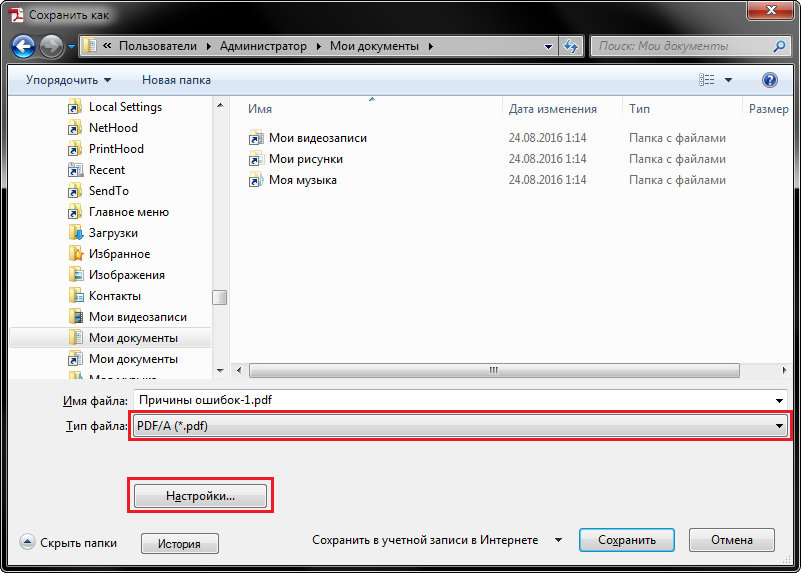 Сохранить как
« Пользователи Администратор Мои документы
Поиск: Мои документы
Упорядочить Новая папка
Local Settings
NetHood
PrintHood
Recent
SendTo
Главное меню
Загрузки
Избранное
Изображения
Контакты
Мои видеозаписи
Мои документы
Мои документы
Моя музыка
Имя Дата изменения Тип Размер
Мои видеозаписи 24.08.2016 1:14 Папка с файлами
Мои рисунки 24.08.2016 1:14 Папка с файлами
Моя музыка 24.08.2016 1:14 Папка с файлами
Имя файла: Причины ошибок-1.pdf
Тип файла: PDF/A (*.pdf)
Настройки...
Скрыть папки История Сохранить в учетной записи в Интернете Сохранить Отмена